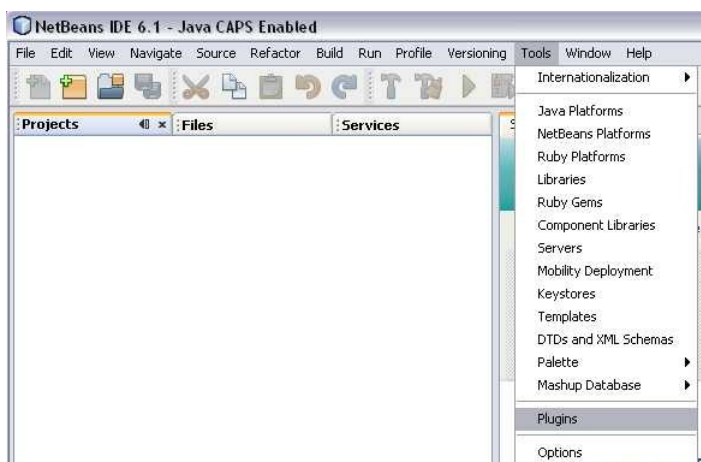 NetBeans IDE 6.1 - Java CAPS Enabled
File Edit View Navigate Source Refactor Build Run Profile Versioning Tools Window Help
Internationalization
Projects Files Services
Java Platforms
NetBeans Platforms
Ruby Platforms
Libraries
Ruby Gems
Component Libraries
Servers
Mobility Deployment
Keystores
Templates
DTDs and XML Schemas
Palette
Mashup Database
Plugins
Options